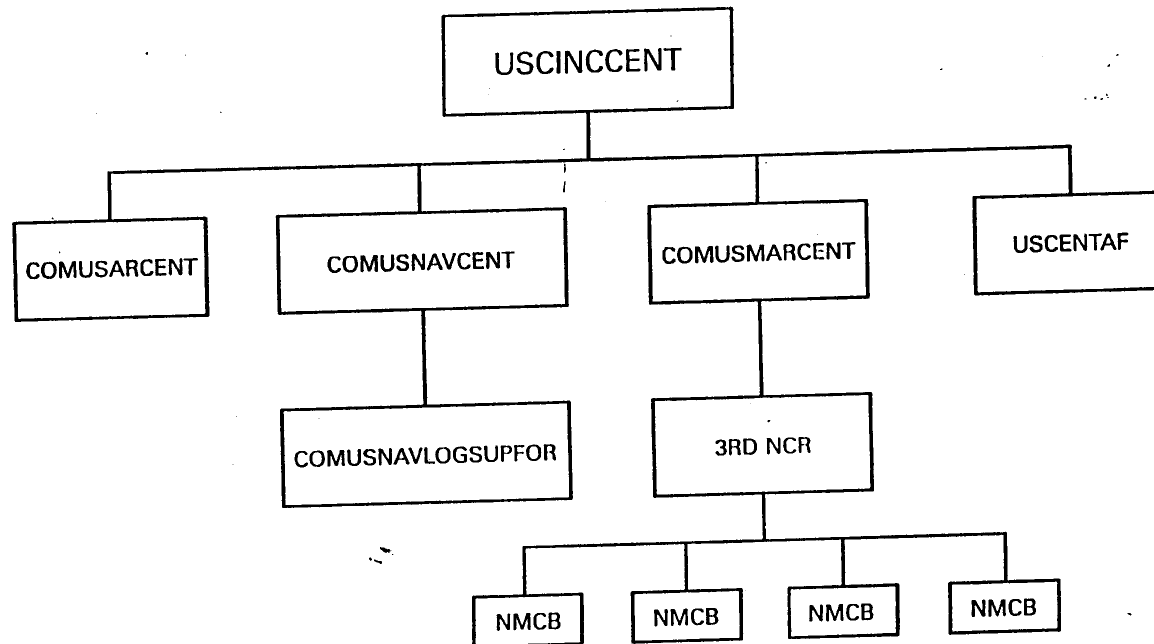 USCINCCENT
COMUSARCENT
COMUSNAVCENT
COMUSMARCENT
USCENTAF
COMUSNAVLOGSUPFOR
3RD NCR
NMCB
NMCB
NMCB
NMCB